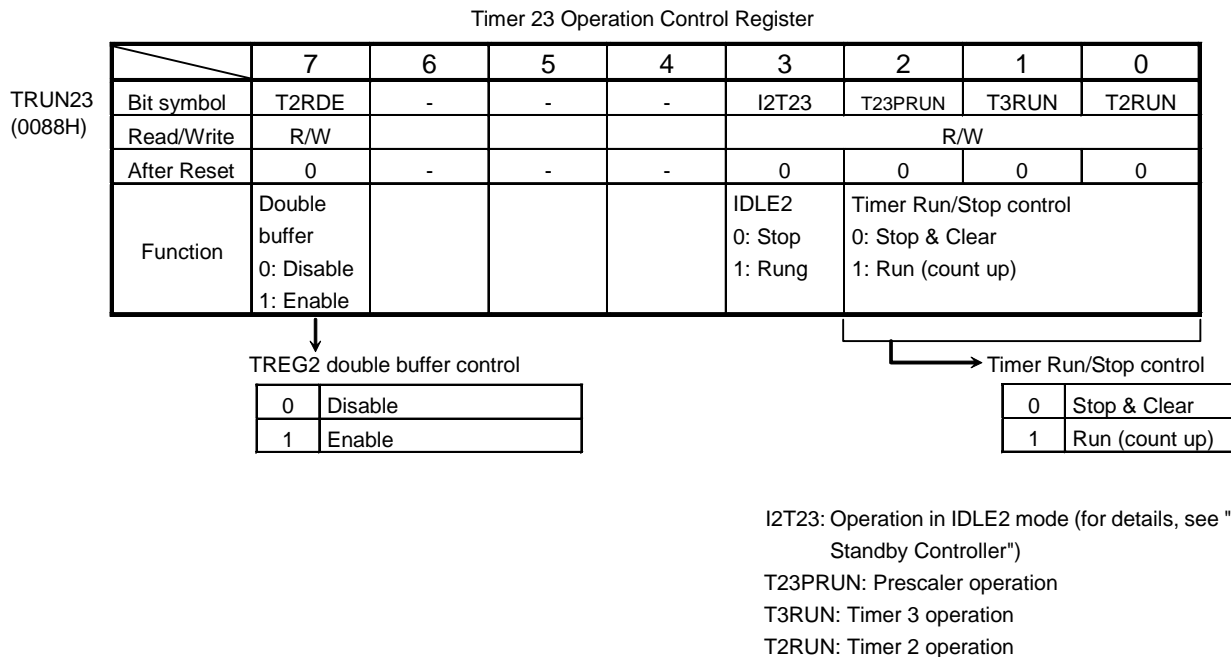 Timer 23 Operation Control Register
7 6 5 4 3 2 1 0
TRUN23
(0088H)
Bit symbol T2RDE - - - I2T23 T23PRUN T3RUN T2RUN
Read/Write R/W R/W
After Reset 0 - - - 0 0 0 0
Function
Double
buffer
0: Disable
1: Enable
IDLE2
0: Stop
1: Rung
Timer Run/Stop control
0: Stop & Clear
1: Run (count up)
TREG2 double buffer control
0 Disable
1 Enable
Timer Run/Stop control
0 Stop & Clear
1 Run (count up)
I2T23: Operation in IDLE2 mode (for details, see "
Standby Controller")
T23PRUN: Prescaler operation
T3RUN: Timer 3 operation
T2RUN: Timer 2 operation